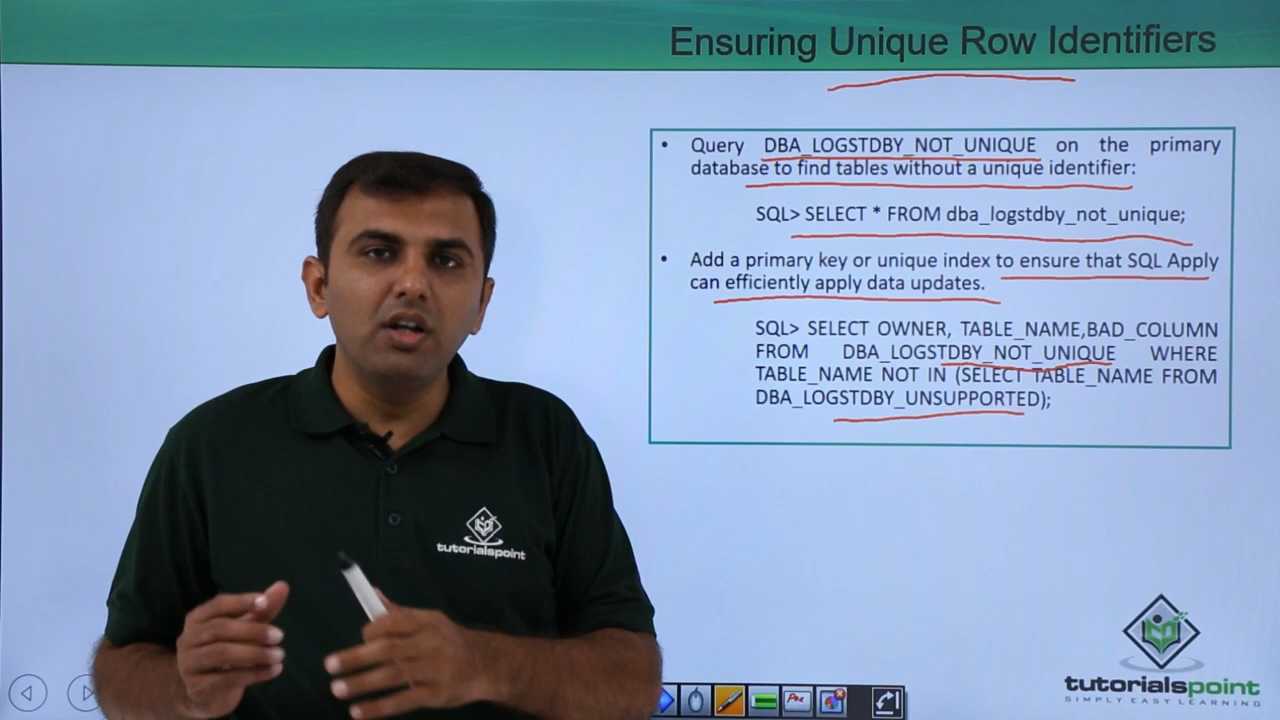 Ensuring Unique Row Identifiers
• Query DBA_LOGSTDBY_NOT_UNIQUE on the primary
database to find tables without a unique identifier:
SQL> SELECT * FROM dba_logstdby_not_unique;
• Add a primary key or unique index to ensure that SQL Apply
can efficiently apply data updates.
SQL> SELECT OWNER, TABLE_NAME,BAD_COLUMN
FROM DBA_LOGSTDBY_NOT_UNIQUE WHERE
TABLE_NAME NOT IN (SELECT TABLE_NAME FROM
DBA_LOGSTDBY_UNSUPPORTED);
tutorialspoint
tutorialspoint
SIMPLY EASY LEARNING
Pen